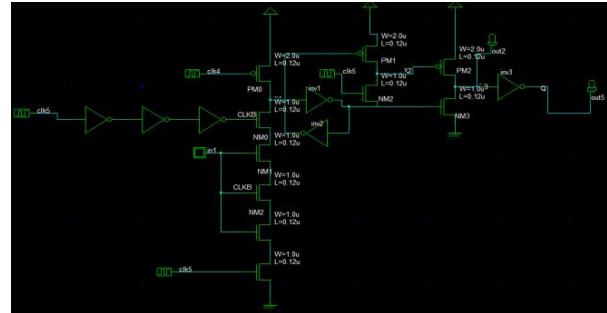 W=2.0u
L=0.12u
PM1
W=2.0u
L=0.12u
out2
W=2.0u
L=0.12u
clk4
PM0
clk5
Y2
PM2
inv3
W=1.0u
L=0.12u
NM2
W=1.0u
L=0.12u
NM3
Q
out5
clk5
CLKB
W=1.0u
L=0.12u
inv1
inv2
NM0
in1
W=1.0u
L=0.12u
NM1
CLKB
W=1.0u
L=0.12u
NM2
W=1.0u
L=0.12u
clk5
W=1.0u
L=0.12u